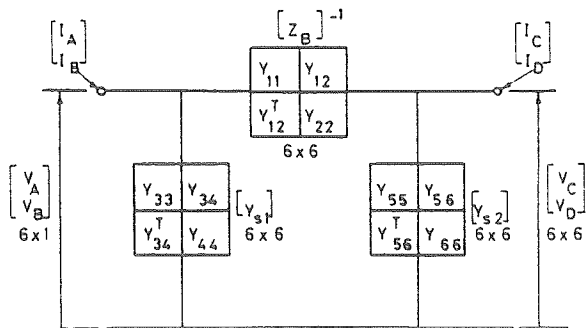 [Z_B]^-1
[I_A
I_B]
[I_C
I_D]
Y_11 Y_12
Y_12^T Y_22
6 x 6
[V_A
V_B]
6 x 1
Y_33 Y_34
Y_34^T Y_44
[Y_s1]
6 x 6
Y_55 Y_56
Y_56^T Y_66
[Y_s2]
6 x 6
[V_C
V_D]
6 x 6